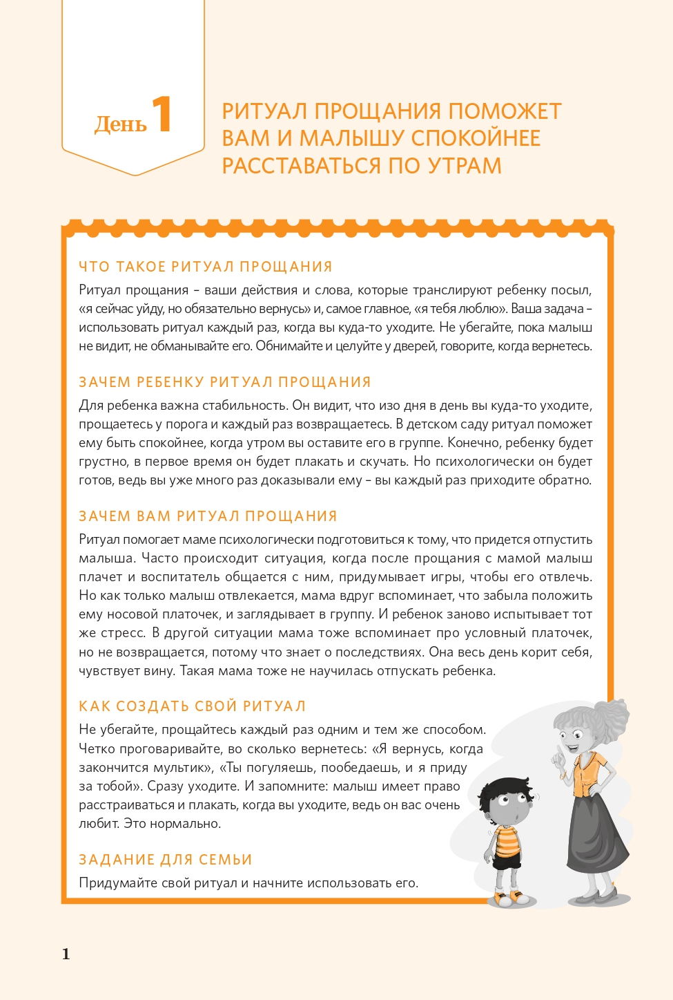 День 1
РИТУАЛ ПРОЩАНИЯ ПОМОЖЕТ
ВАМ И МАЛЫШУ СПОКОЙНЕЕ
РАССТАВАТЬСЯ ПО УТРАМ
ЧТО ТАКОЕ РИТУАЛ ПРОЩАНИЯ
Ритуал прощания – ваши действия и слова, которые транслируют ребенку посыл,
«я сейчас уйду, но обязательно вернусь» и, самое главное, «я тебя люблю». Ваша задача –
использовать ритуал каждый раз, когда вы куда-то уходите. Не убегайте, пока малыш
не видит, не обманывайте его. Обнимайте и целуйте у дверей, говорите, когда вернетесь.
ЗАЧЕМ РЕБЕНКУ РИТУАЛ ПРОЩАНИЯ
Для ребенка важна стабильность. Он видит, что изо дня в день вы куда-то уходите,
прощаетесь у порога и каждый раз возвращаетесь. В детском саду ритуал поможет
ему быть спокойнее, когда утром вы оставите его в группе. Конечно, ребенку будет
грустно, в первое время он будет плакать и скучать. Но психологически он будет
готов, ведь вы уже много раз доказывали ему – вы каждый раз приходите обратно.
ЗАЧЕМ ВАМ РИТУАЛ ПРОЩАНИЯ
Ритуал помогает маме психологически подготовиться к тому, что придется отпустить
малыша. Часто происходит ситуация, когда после прощания с мамой малыш
плачет и воспитатель общается с ним, придумывает игры, чтобы его отвлечь.
Но как только малыш отвлекается, мама вдруг вспоминает, что забыла положить
ему носовой платочек, и заглядывает в группу. И ребенок заново испытывает тот
же стресс. В другой ситуации мама тоже вспоминает про условный платочек,
но не возвращается, потому что знает о последствиях. Она весь день корит себя,
чувствует вину. Такая мама тоже не научилась отпускать ребенка.
КАК СОЗДАТЬ СВОЙ РИТУАЛ
Не убегайте, прощайтесь каждый раз одним и тем же способом.
Четко проговаривайте, во сколько вернетесь: «Я вернусь, когда
закончится мультик», «Ты погуляешь, пообедаешь, и я приду
за тобой». Сразу уходите. И запомните: малыш имеет право
расстраиваться и плакать, когда вы уходите, ведь он вас очень
любит. Это нормально.
ЗАДАНИЕ ДЛЯ СЕМЬИ
Придумайте свой ритуал и начните использовать его.
1